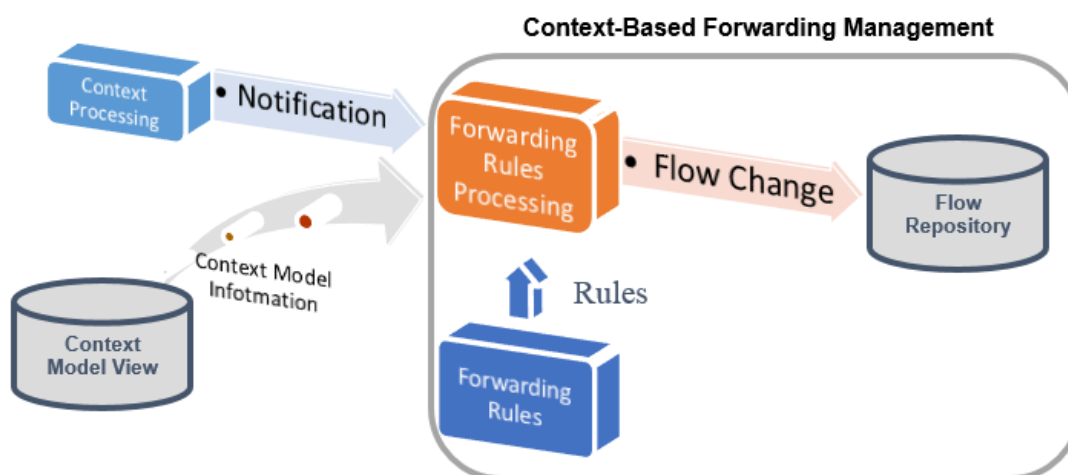 Context-Based Forwarding Management
Context
Processing
• Notification
Forwarding
Rules
Processing
• Flow Change
Flow
Repository
Context Model
Infotmation
Context
Model View
Rules
Forwarding
Rules